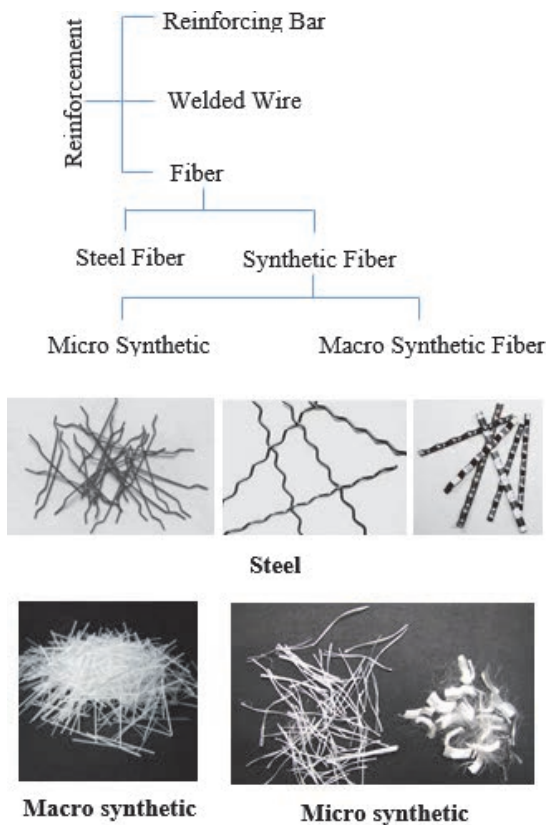 Reinforcement
Reinforcing Bar
Welded Wire
Fiber
Steel Fiber
Synthetic Fiber
Micro Synthetic
Macro Synthetic Fiber
Steel
Macro synthetic
Micro synthetic